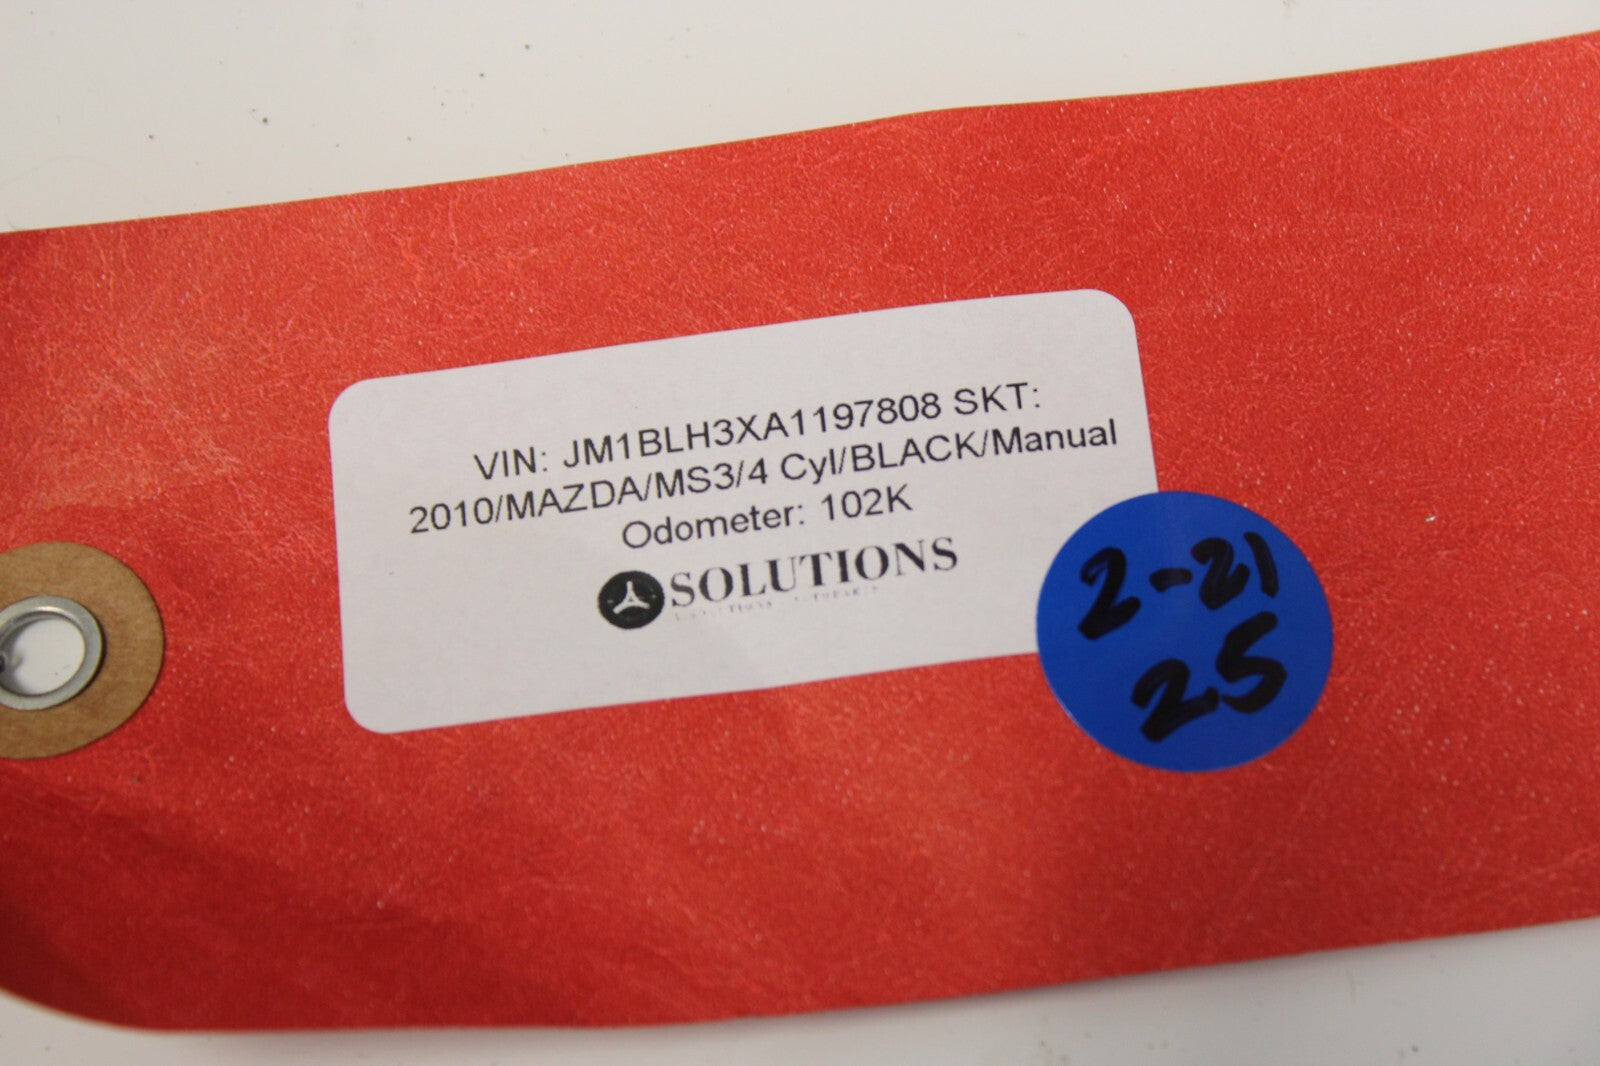 VIN: JM1BLH3XA1197808 SKT:
2010/MAZDA/MS3/4 Cyl/BLACK/Manual
Odometer: 102K
SOLUTIONS
2-21
25